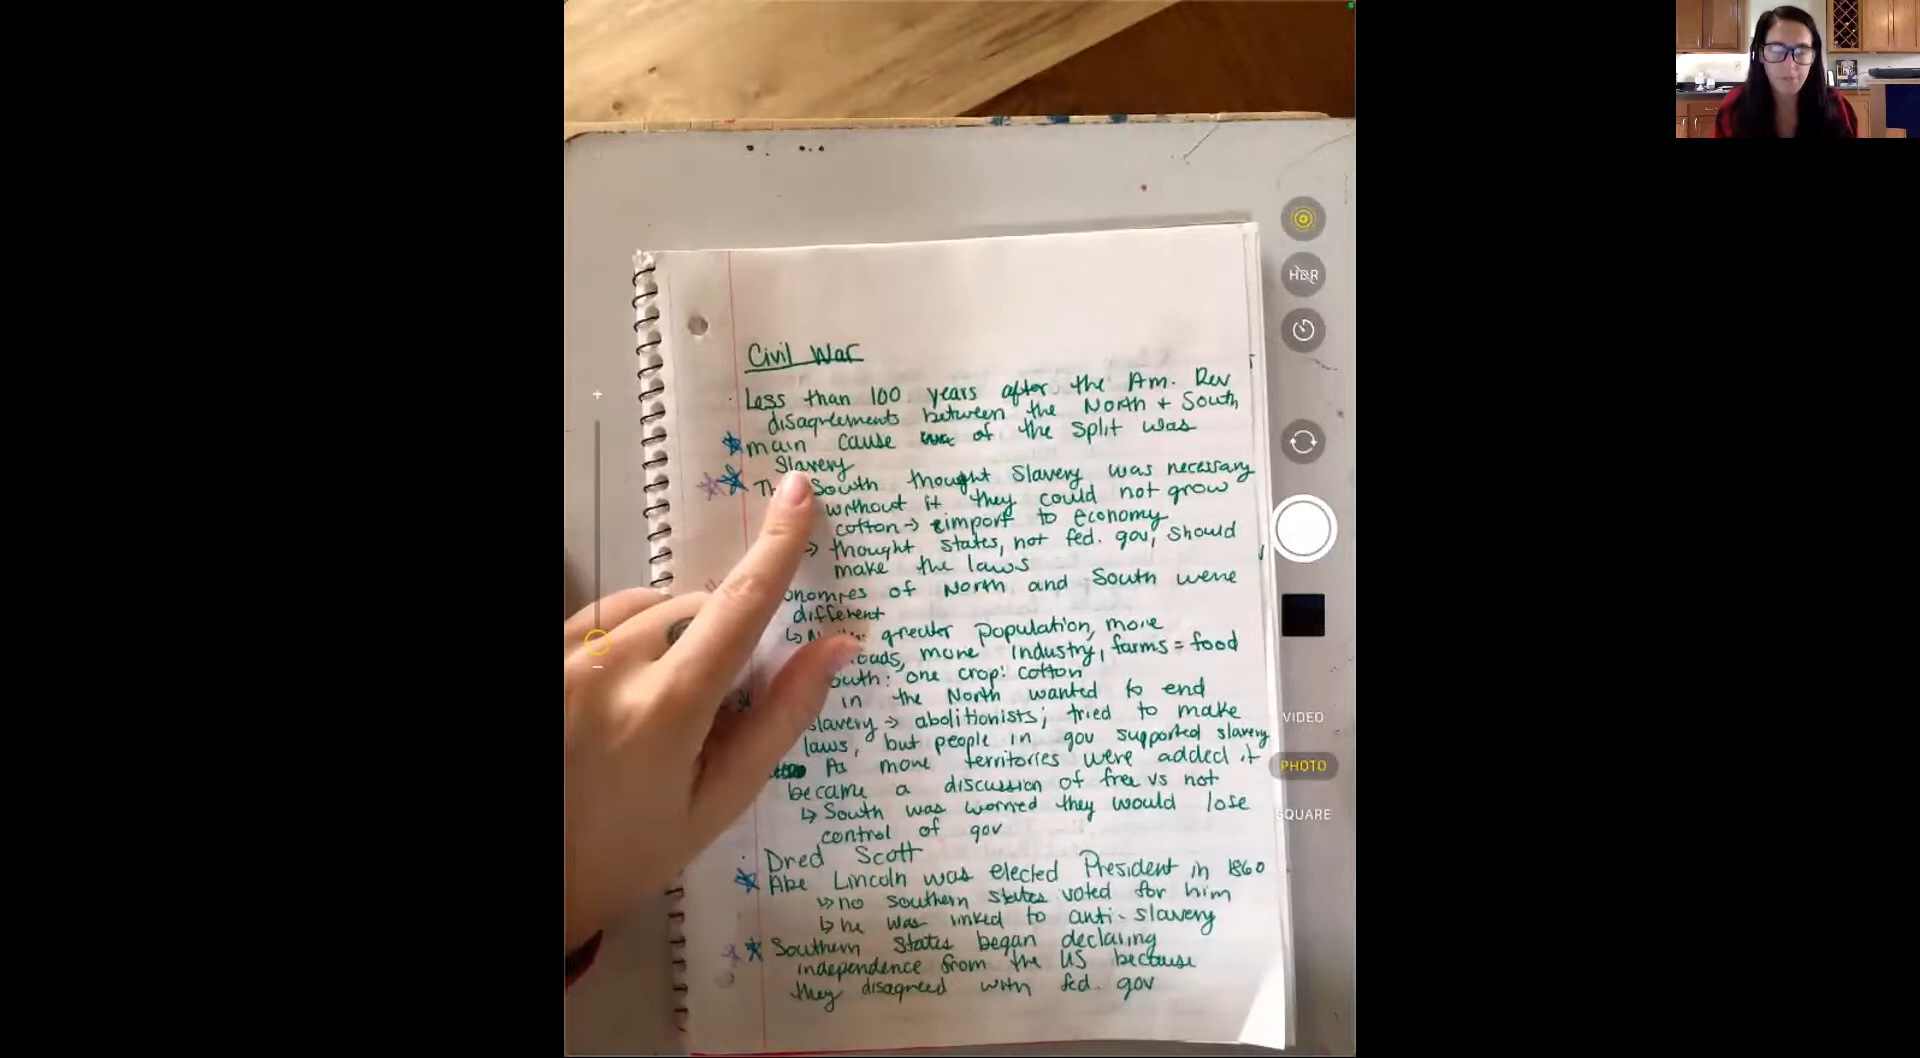 Civil War
Less than 100 years after the Am. Rev
disagreements between the North + South
main cause of the split was
slavery
South thought slavery was necessary
without it they could not grow
cotton → import to economy
→ thought states, not fed. gov, should
make the laws
of North and South were
different
↳ greater population, more
more industry, farms = food
one crop: cotton
in the North wanted to end
slavery → abolitionists; tried to make
laws, but people in gov supported slavery
As more territories were added it
became a discussion of free vs not
↳ South was worried they would lose
control of gov
Dred Scott
Abe Lincoln was elected President in 1860
↳ no southern states voted for him
↳ he was linked to anti-slavery
Southern States began declaring
independence from the US because
they disagreed with fed. gov
HDR
VIDEO
PHOTO
SQUARE